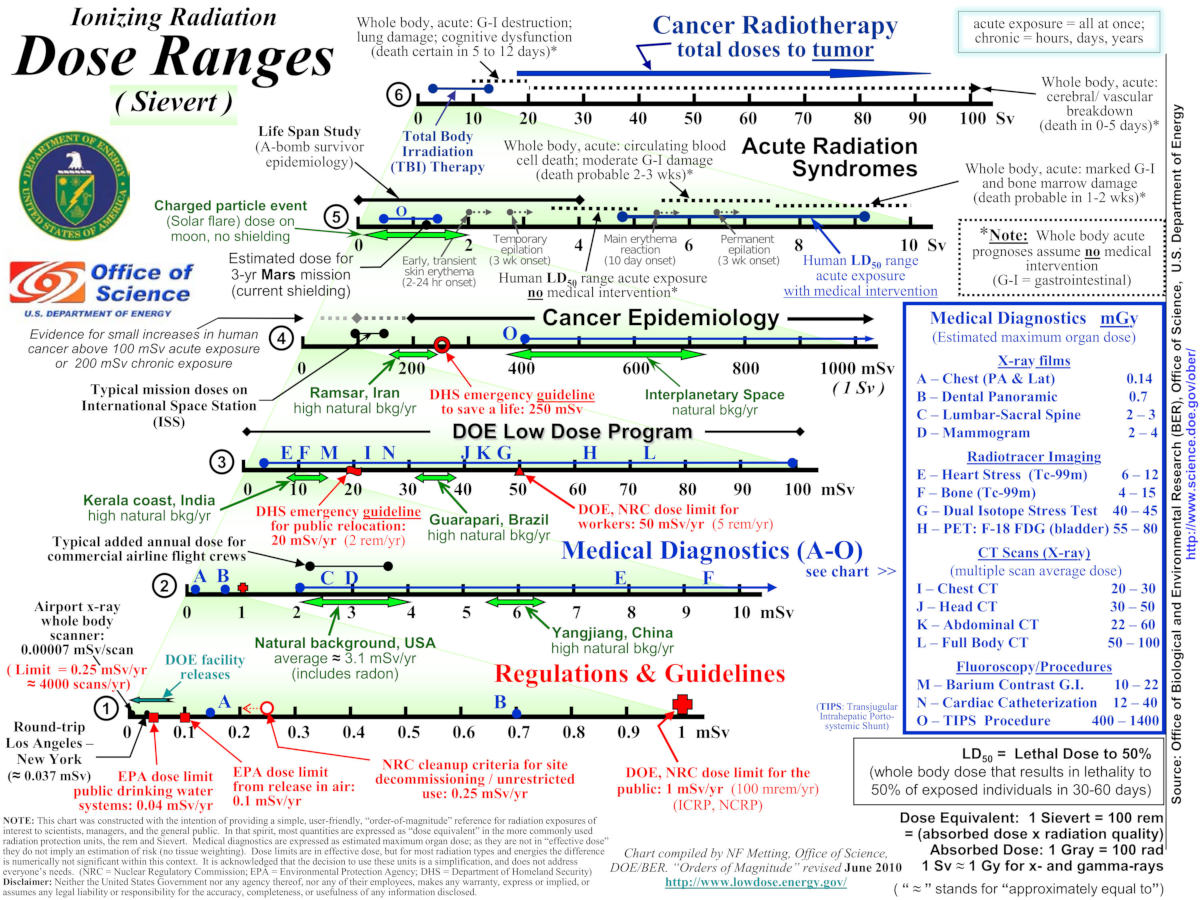 Ionizing Radiation
Dose Ranges
( Sievert )
Whole body, acute: G-I destruction;
lung damage; cognitive dysfunction
(death certain in 5 to 12 days)*
Cancer Radiotherapy
total doses to tumor
acute exposure = all at once;
chronic = hours, days, years
Whole body, acute:
cerebral/ vascular
breakdown
(death in 0-5 days)*
6
0 10 20 30 40 50 60 70 80 90 100 Sv
Total Body
Irradiation
(TBI) Therapy
DEPARTMENT OF ENERGY
UNITED STATES OF AMERICA
Life Span Study
(A-bomb survivor
epidemiology)
Whole body, acute: circulating blood
cell death; moderate G-I damage
(death probable 2-3 wks)*
Acute Radiation
Syndromes
Whole body, acute: marked G-I
and bone marrow damage
(death probable in 1-2 wks)*
Charged particle event
(Solar flare) dose on
moon, no shielding
5
O
0 2 4 6 8 10 Sv
Estimated dose for
3-yr Mars mission
(current shielding)
Early, transient
skin erythema
(2-24 hr onset)
Temporary
epilation
(3 wk onset)
Main erythema
reaction
(10 day onset)
Permanent
epilation
(3 wk onset)
Human LD50 range acute exposure
no medical intervention*
Human LD50 range
acute exposure
with medical intervention
*Note: Whole body acute
prognoses assume no medical
intervention
(G-I = gastrointestinal)
Office of
Science
U.S. DEPARTMENT OF ENERGY
Evidence for small increases in human
cancer above 100 mSv acute exposure
or 200 mSv chronic exposure
4
Cancer Epidemiology
O
0 200 400 600 800 1000 mSv
( 1 Sv )
Typical mission doses on
International Space Station
(ISS)
Ramsar, Iran
high natural bkg/yr
DHS emergency guideline
to save a life: 250 mSv
Interplanetary Space
natural bkg/yr
DOE Low Dose Program
3
E F M I N J K G H L
0 10 20 30 40 50 60 70 80 90 100 mSv
Kerala coast, India
high natural bkg/yr
DHS emergency guideline
for public relocation:
20 mSv/yr (2 rem/yr)
Guarapari, Brazil
high natural bkg/yr
DOE, NRC dose limit for
workers: 50 mSv/yr (5 rem/yr)
Typical added annual dose for
commercial airline flight crews
Medical Diagnostics (A-O)
see chart >>
2
A B C D E F
0 1 2 3 4 5 6 7 8 9 10 mSv
Natural background, USA
average ≈ 3.1 mSv/yr
(includes radon)
Yangjiang, China
high natural bkg/yr
Airport x-ray
whole body
scanner:
0.00007 mSv/scan
( Limit = 0.25 mSv/yr
≈ 4000 scans/yr)
DOE facility
releases
Regulations & Guidelines
1
A B
0 0.1 0.2 0.3 0.4 0.5 0.6 0.7 0.8 0.9 1 mSv
Round-trip
Los Angeles –
New York
(≈ 0.037 mSv)
EPA dose limit
public drinking water
systems: 0.04 mSv/yr
EPA dose limit
from release in air:
0.1 mSv/yr
NRC cleanup criteria for site
decommissioning / unrestricted
use: 0.25 mSv/yr
DOE, NRC dose limit for the
public: 1 mSv/yr (100 mrem/yr)
(ICRP, NCRP)
Medical Diagnostics mGy
(Estimated maximum organ dose)
X-ray films
A – Chest (PA & Lat) 0.14
B – Dental Panoramic 0.7
C – Lumbar-Sacral Spine 2 – 3
D – Mammogram 2 – 4
Radiotracer Imaging
E – Heart Stress (Tc-99m) 6 – 12
F – Bone (Tc-99m) 4 – 15
G – Dual Isotope Stress Test 40 – 45
H – PET: F-18 FDG (bladder) 55 – 80
CT Scans (X-ray)
(multiple scan average dose)
I – Chest CT 20 – 30
J – Head CT 30 – 50
K – Abdominal CT 22 – 60
L – Full Body CT 50 – 100
Fluoroscopy/Procedures
M – Barium Contrast G.I. 10 – 22
N – Cardiac Catheterization 12 – 40
O – TIPS Procedure 400 – 1400
(TIPS: Transjugular
Intrahepatic Porto-
systemic Shunt)
LD50 = Lethal Dose to 50%
(whole body dose that results in lethality to
50% of exposed individuals in 30-60 days)
Dose Equivalent: 1 Sievert = 100 rem
= (absorbed dose x radiation quality)
Absorbed Dose: 1 Gray = 100 rad
1 Sv ≈ 1 Gy for x- and gamma-rays
( “ ≈ ” stands for “approximately equal to”)
NOTE: This chart was constructed with the intention of providing a simple, user-friendly, “order-of-magnitude” reference for radiation exposures of
interest to scientists, managers, and the general public. In that spirit, most quantities are expressed as “dose equivalent” in the more commonly used
radiation protection units, the rem and Sievert. Medical diagnostics are expressed as estimated maximum organ dose; as they are not in “effective dose”
they do not imply an estimation of risk (no tissue weighting). Dose limits are in effective dose, but for most radiation types and energies the difference
is numerically not significant within this context. It is acknowledged that the decision to use these units is a simplification, and does not address
everyone’s needs. (NRC = Nuclear Regulatory Commission; EPA = Environmental Protection Agency; DHS = Department of Homeland Security)
Disclaimer: Neither the United States Government nor any agency thereof, nor any of their employees, makes any warranty, express or implied, or
assumes any legal liability or responsibility for the accuracy, completeness, or usefulness of any information disclosed.
Chart compiled by NF Metting, Office of Science,
DOE/BER. “Orders of Magnitude” revised June 2010
http://www.lowdose.energy.gov/
Source: Office of Biological and Environmental Research (BER), Office of Science, U.S. Department of Energy
http://www.science.doe.gov/ober/